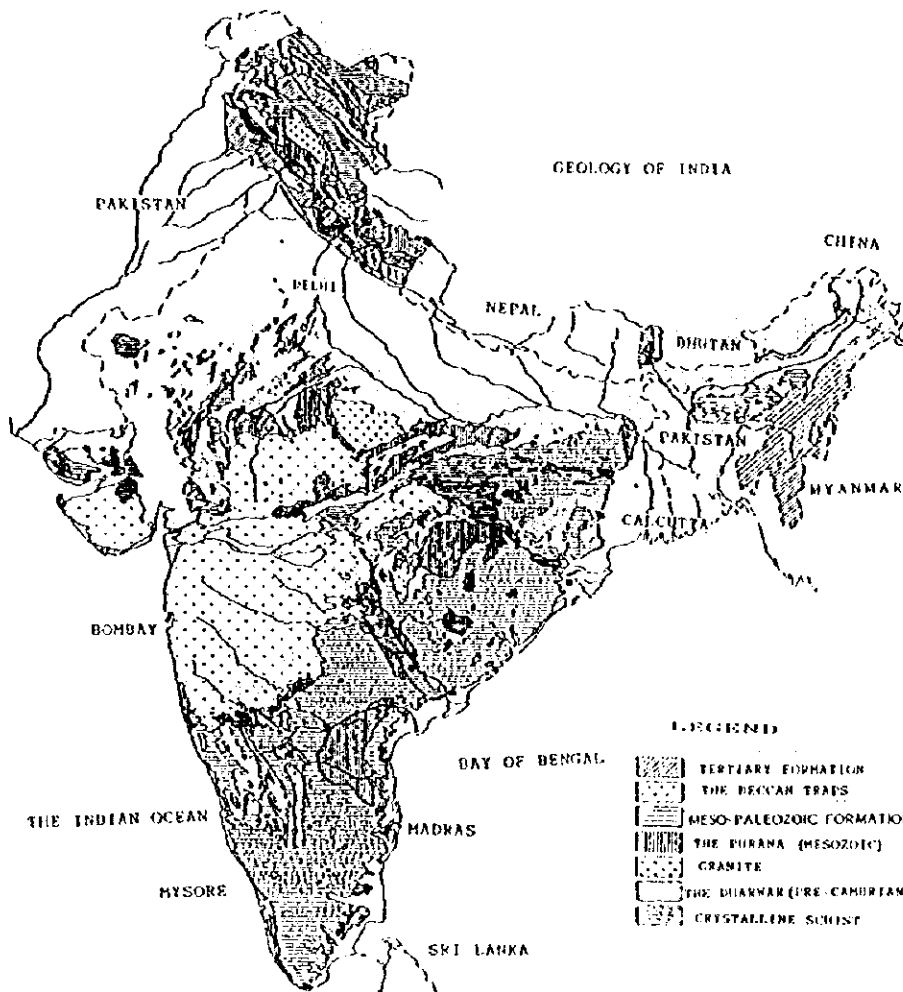 GEOLOGY OF INDIA
PAKISTAN
CHINA
DELHI
NEPAL
BHUTAN
PAKISTAN
MYANMAR
CALCUTTA
BOMBAY
LEGEND
BAY OF BENGAL
TERTIARY FORMATION
THE DECCAN TRAPS
THE INDIAN OCEAN
MADRAS
MESO-PALEOZOIC FORMATION
THE PURANA (MESOZOIC)
GRANITE
MYSORE
THE DHARWAR (PRE-CAMBRIAN
CRYSTALLINE SCHIST
SRI LANKA